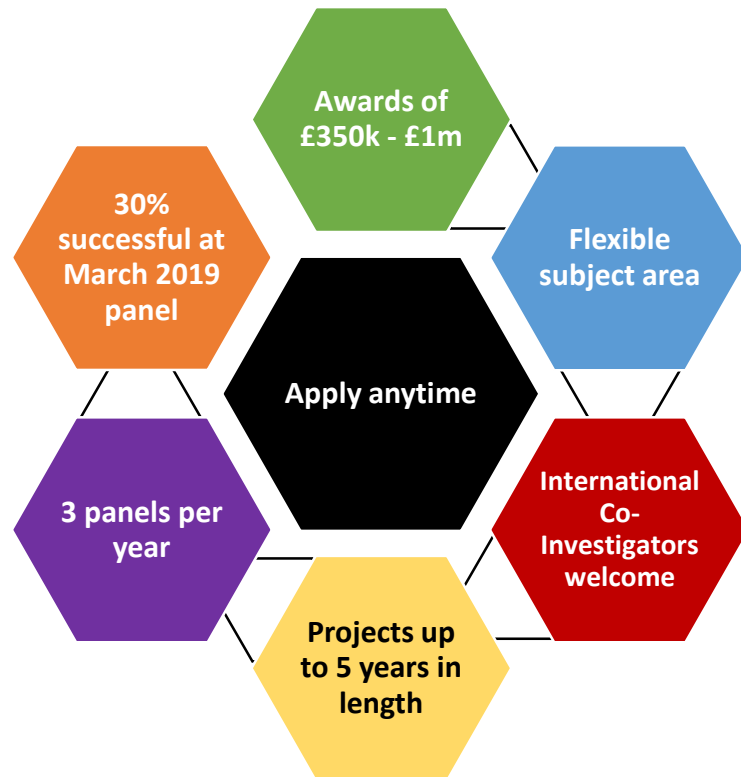 Awards of
£350k - £1m
30%
successful at
March 2019
panel
Flexible
subject area
Apply anytime
3 panels per
year
International
Co-
Investigators
welcome
Projects up
to 5 years in
length